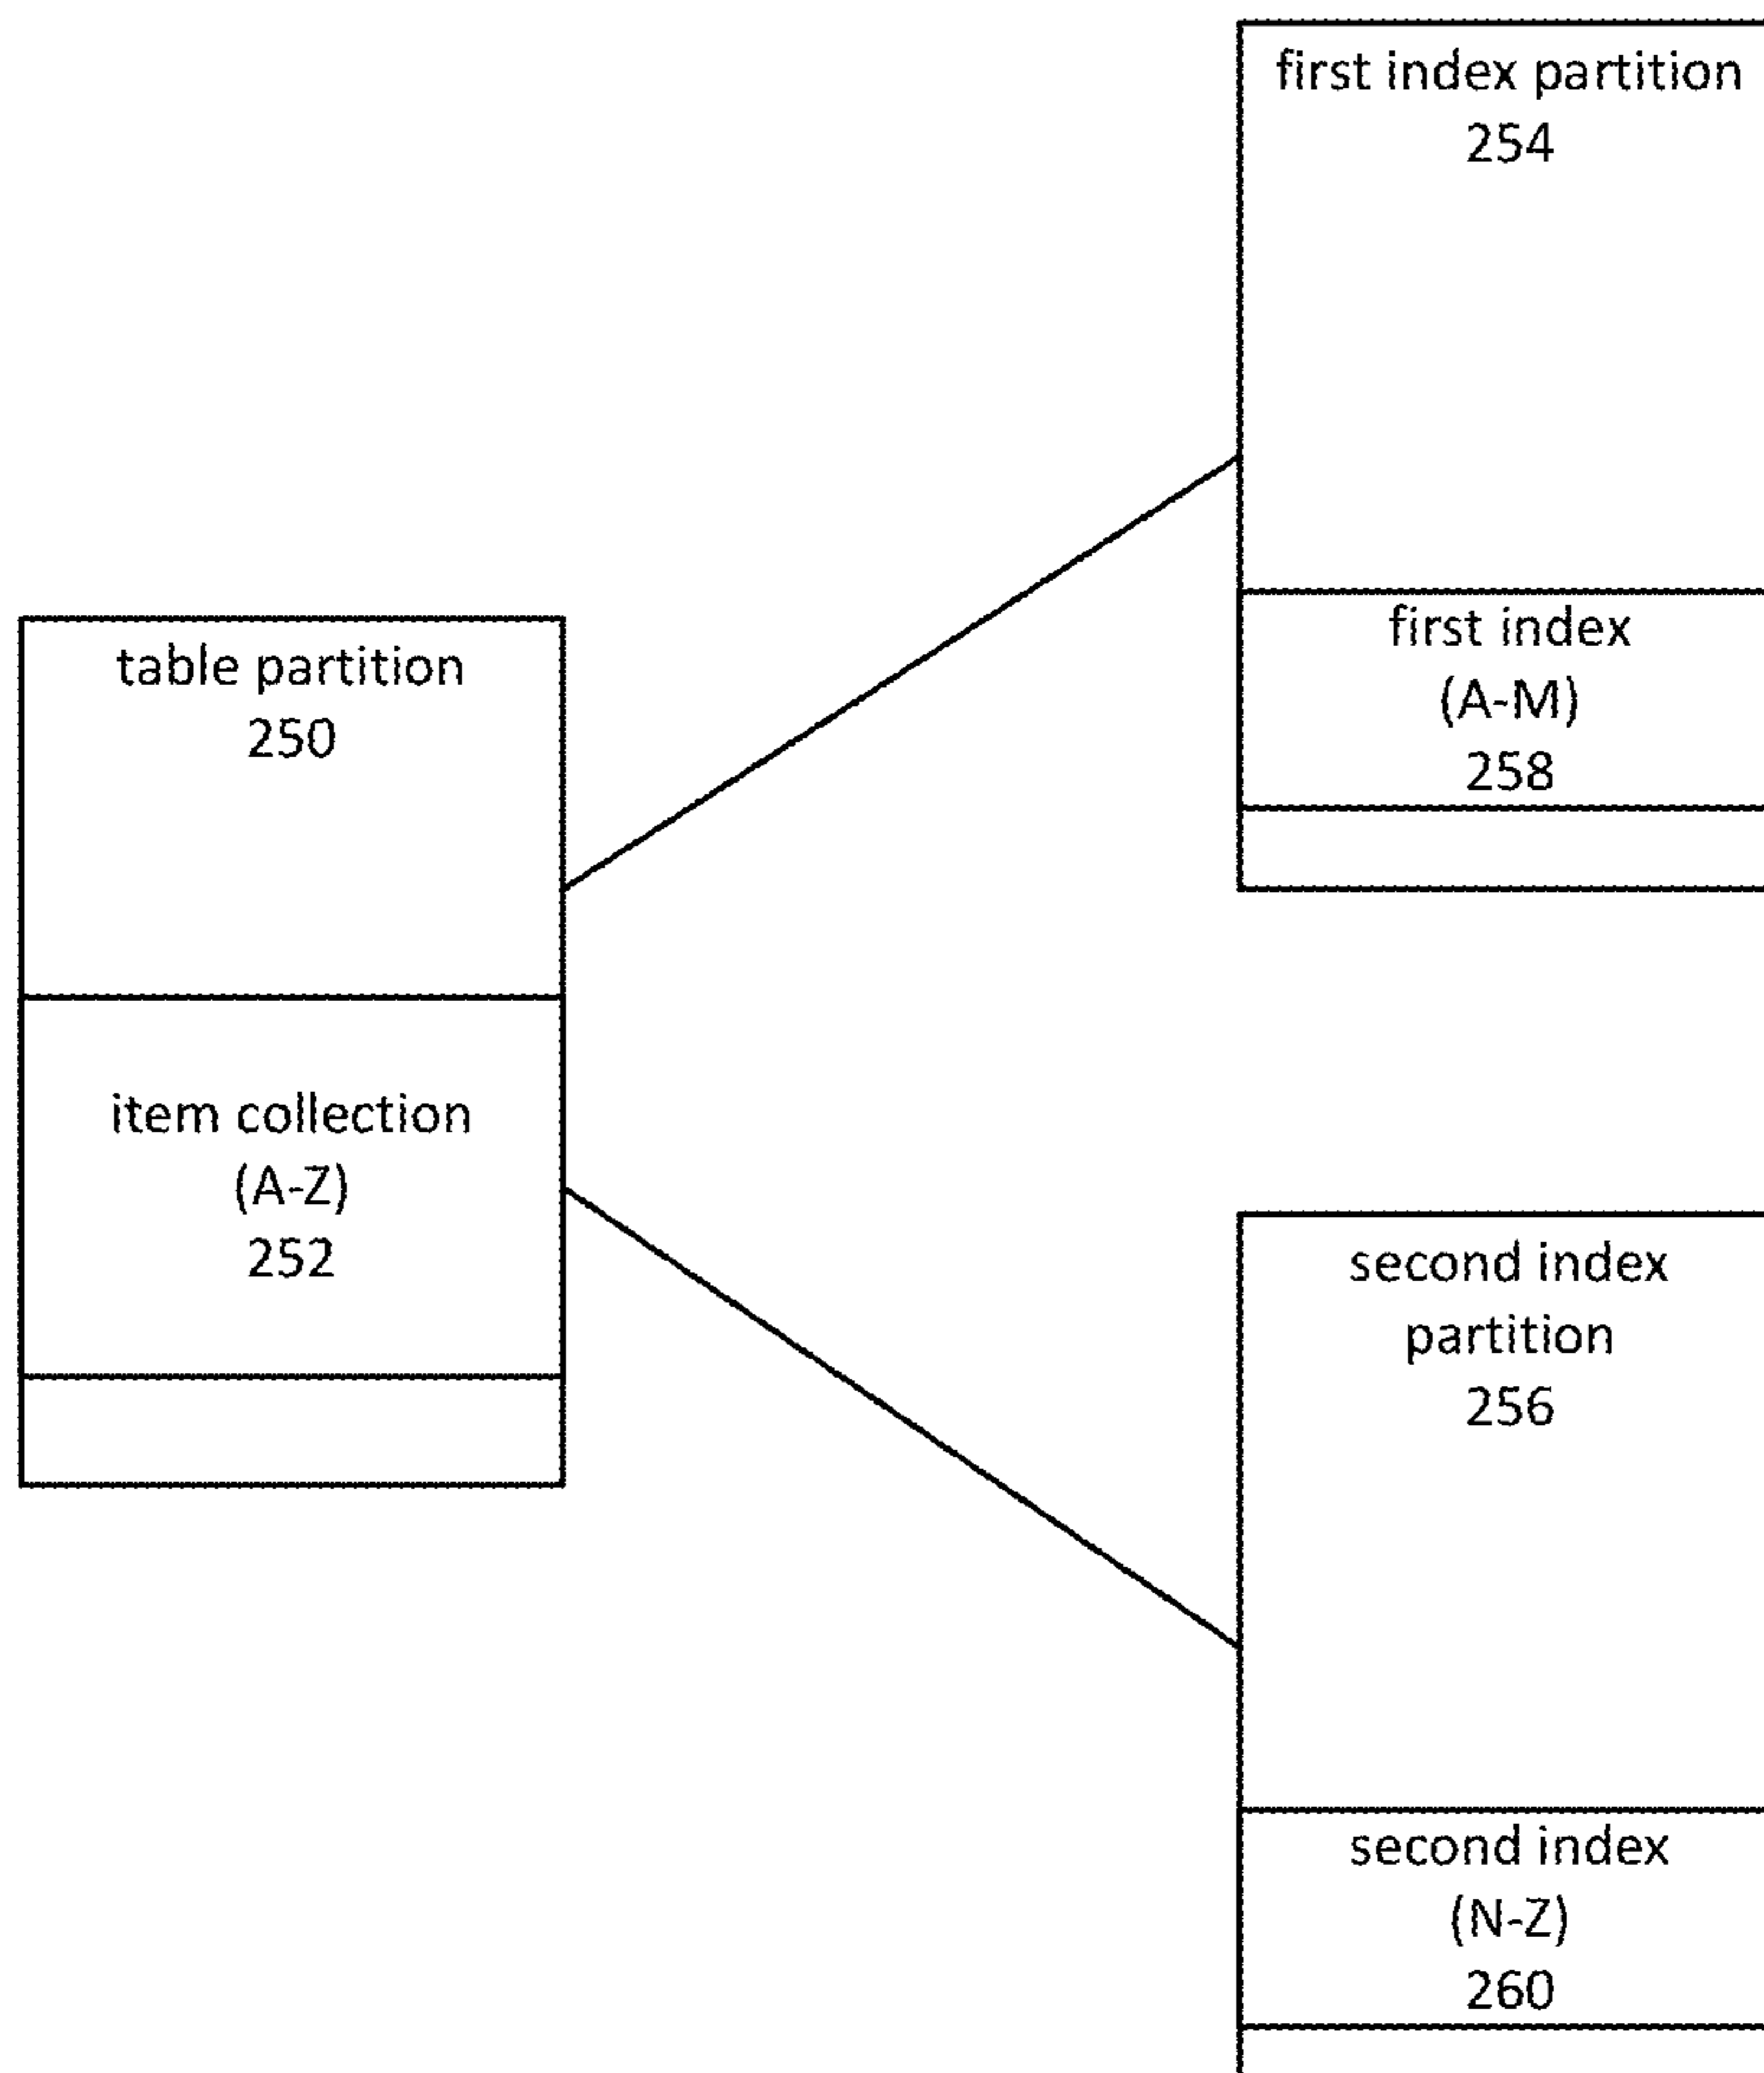 first index partition
254
first index
(A-M)
258
table partition
250
item collection
(A-Z)
252
second index
partition
256
second index
(N-Z)
260